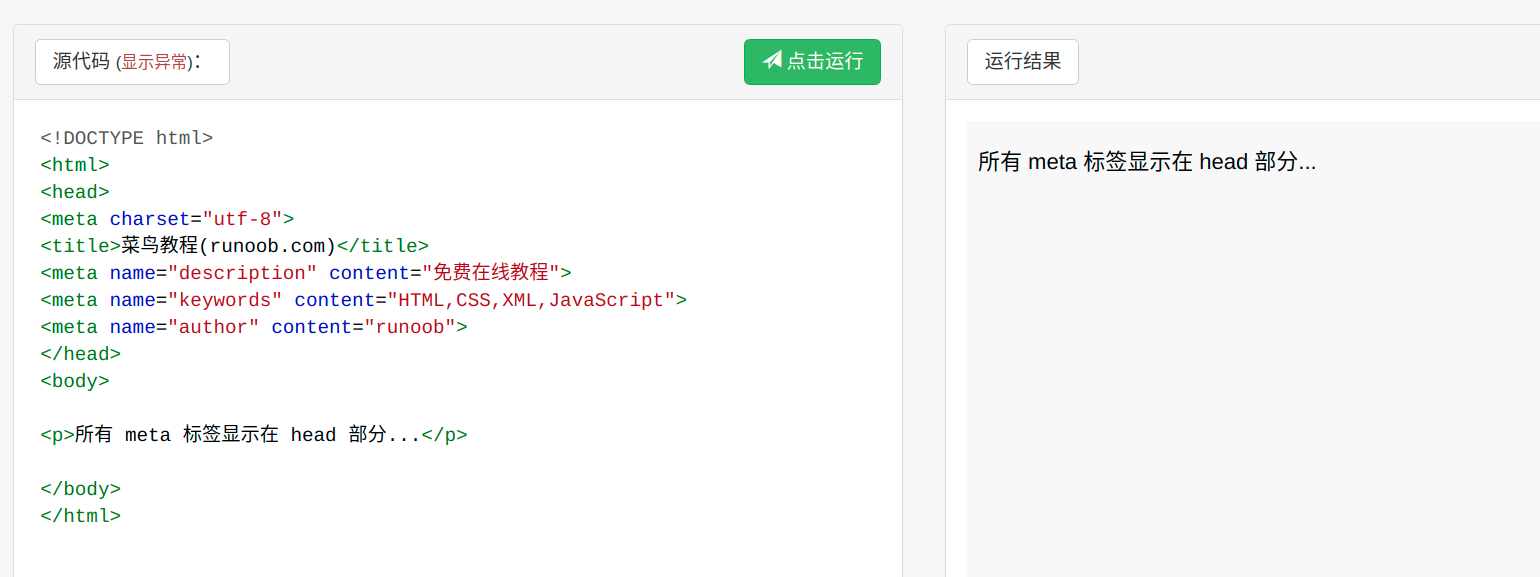 源代码 (显示异常)：
点击运行
<!DOCTYPE html>
<html>
<head>
<meta charset="utf-8">
<title>菜鸟教程(runoob.com)</title>
<meta name="description" content="免费在线教程">
<meta name="keywords" content="HTML,CSS,XML,JavaScript">
<meta name="author" content="runoob">
</head>
<body>
<p>所有 meta 标签显示在 head 部分...</p>
</body>
</html>
运行结果
所有 meta 标签显示在 head 部分...